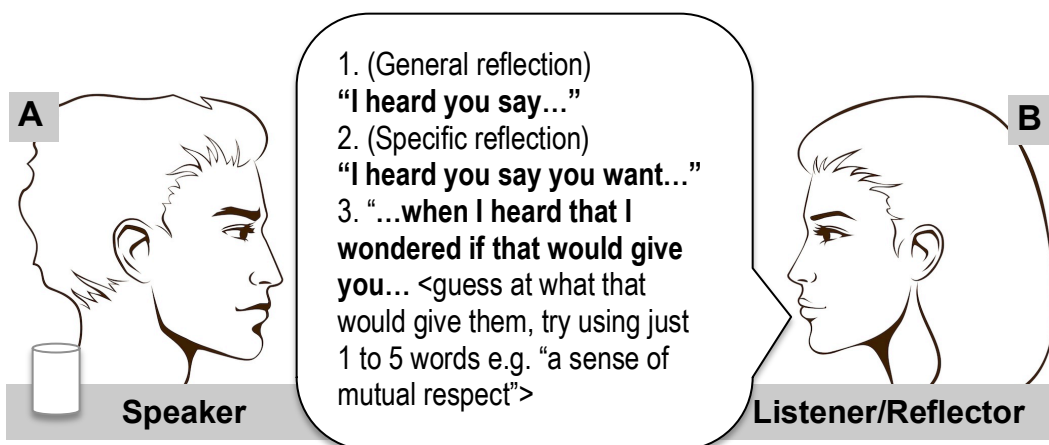 A
B
1. (General reflection)
“I heard you say…”
2. (Specific reflection)
“I heard you say you want…”
3. “…when I heard that I
wondered if that would give
you… <guess at what that
would give them, try using just
1 to 5 words e.g. “a sense of
mutual respect”>
Speaker
Listener/Reflector